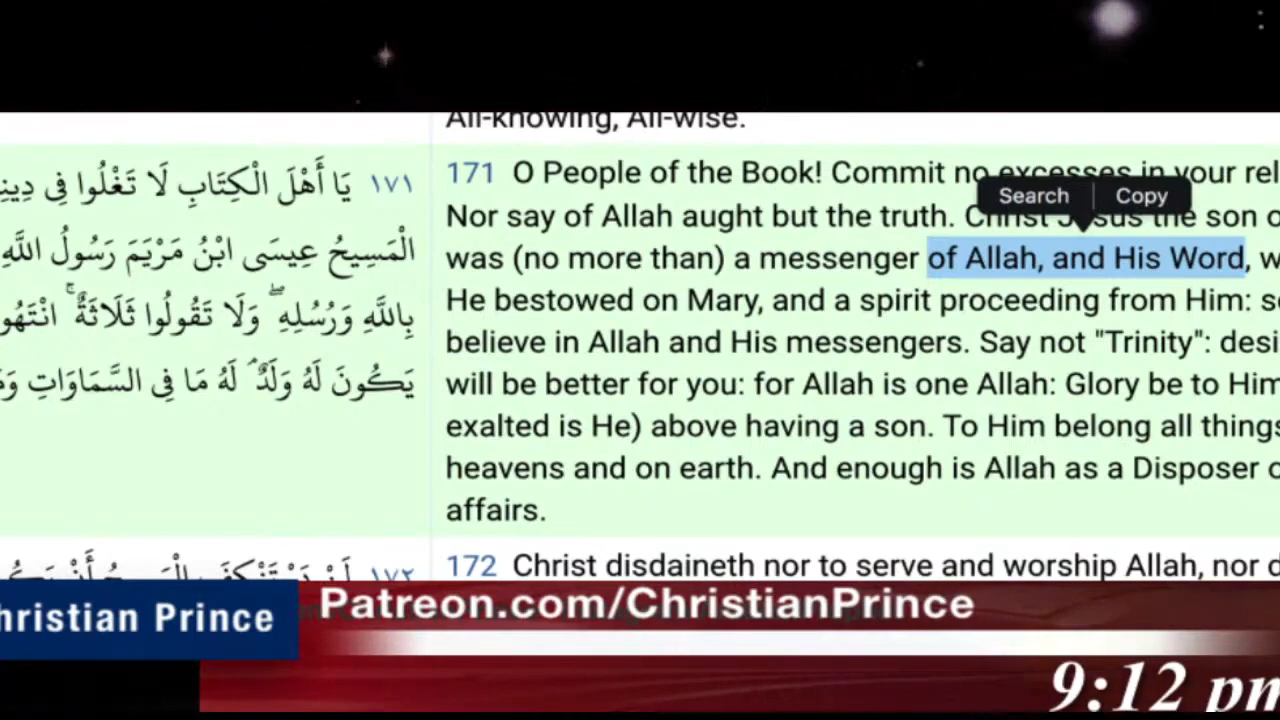 All-knowing, All-wise.
١٧١ يَا أَهْلَ الْكِتَابِ لَا تَغْلُوا فِي
الْمَسِيحُ عِيسَى ابْنُ مَرْيَمَ رَسُولُ اللَّهِ
بِاللَّهِ وَرُسُلِهِ ۖ وَلَا تَقُولُوا ثَلَاثَةٌ ۚ
يَكُونَ لَهُ وَلَدٌ ۘ لَهُ مَا فِي السَّمَاوَاتِ
171 O People of the Book! Commit no excesses in your
Search Copy
Nor say of Allah aught but the truth. Christ Jesus the son
was (no more than) a messenger of Allah, and His Word,
He bestowed on Mary, and a spirit proceeding from Him:
believe in Allah and His messengers. Say not "Trinity":
will be better for you: for Allah is one Allah: Glory be to Him
exalted is He) above having a son. To Him belong all things
heavens and on earth. And enough is Allah as a Disposer
affairs.
172 Christ disdaineth nor to serve and worship Allah, nor
hristian Prince
Patreon.com/ChristianPrince
9:12 pm